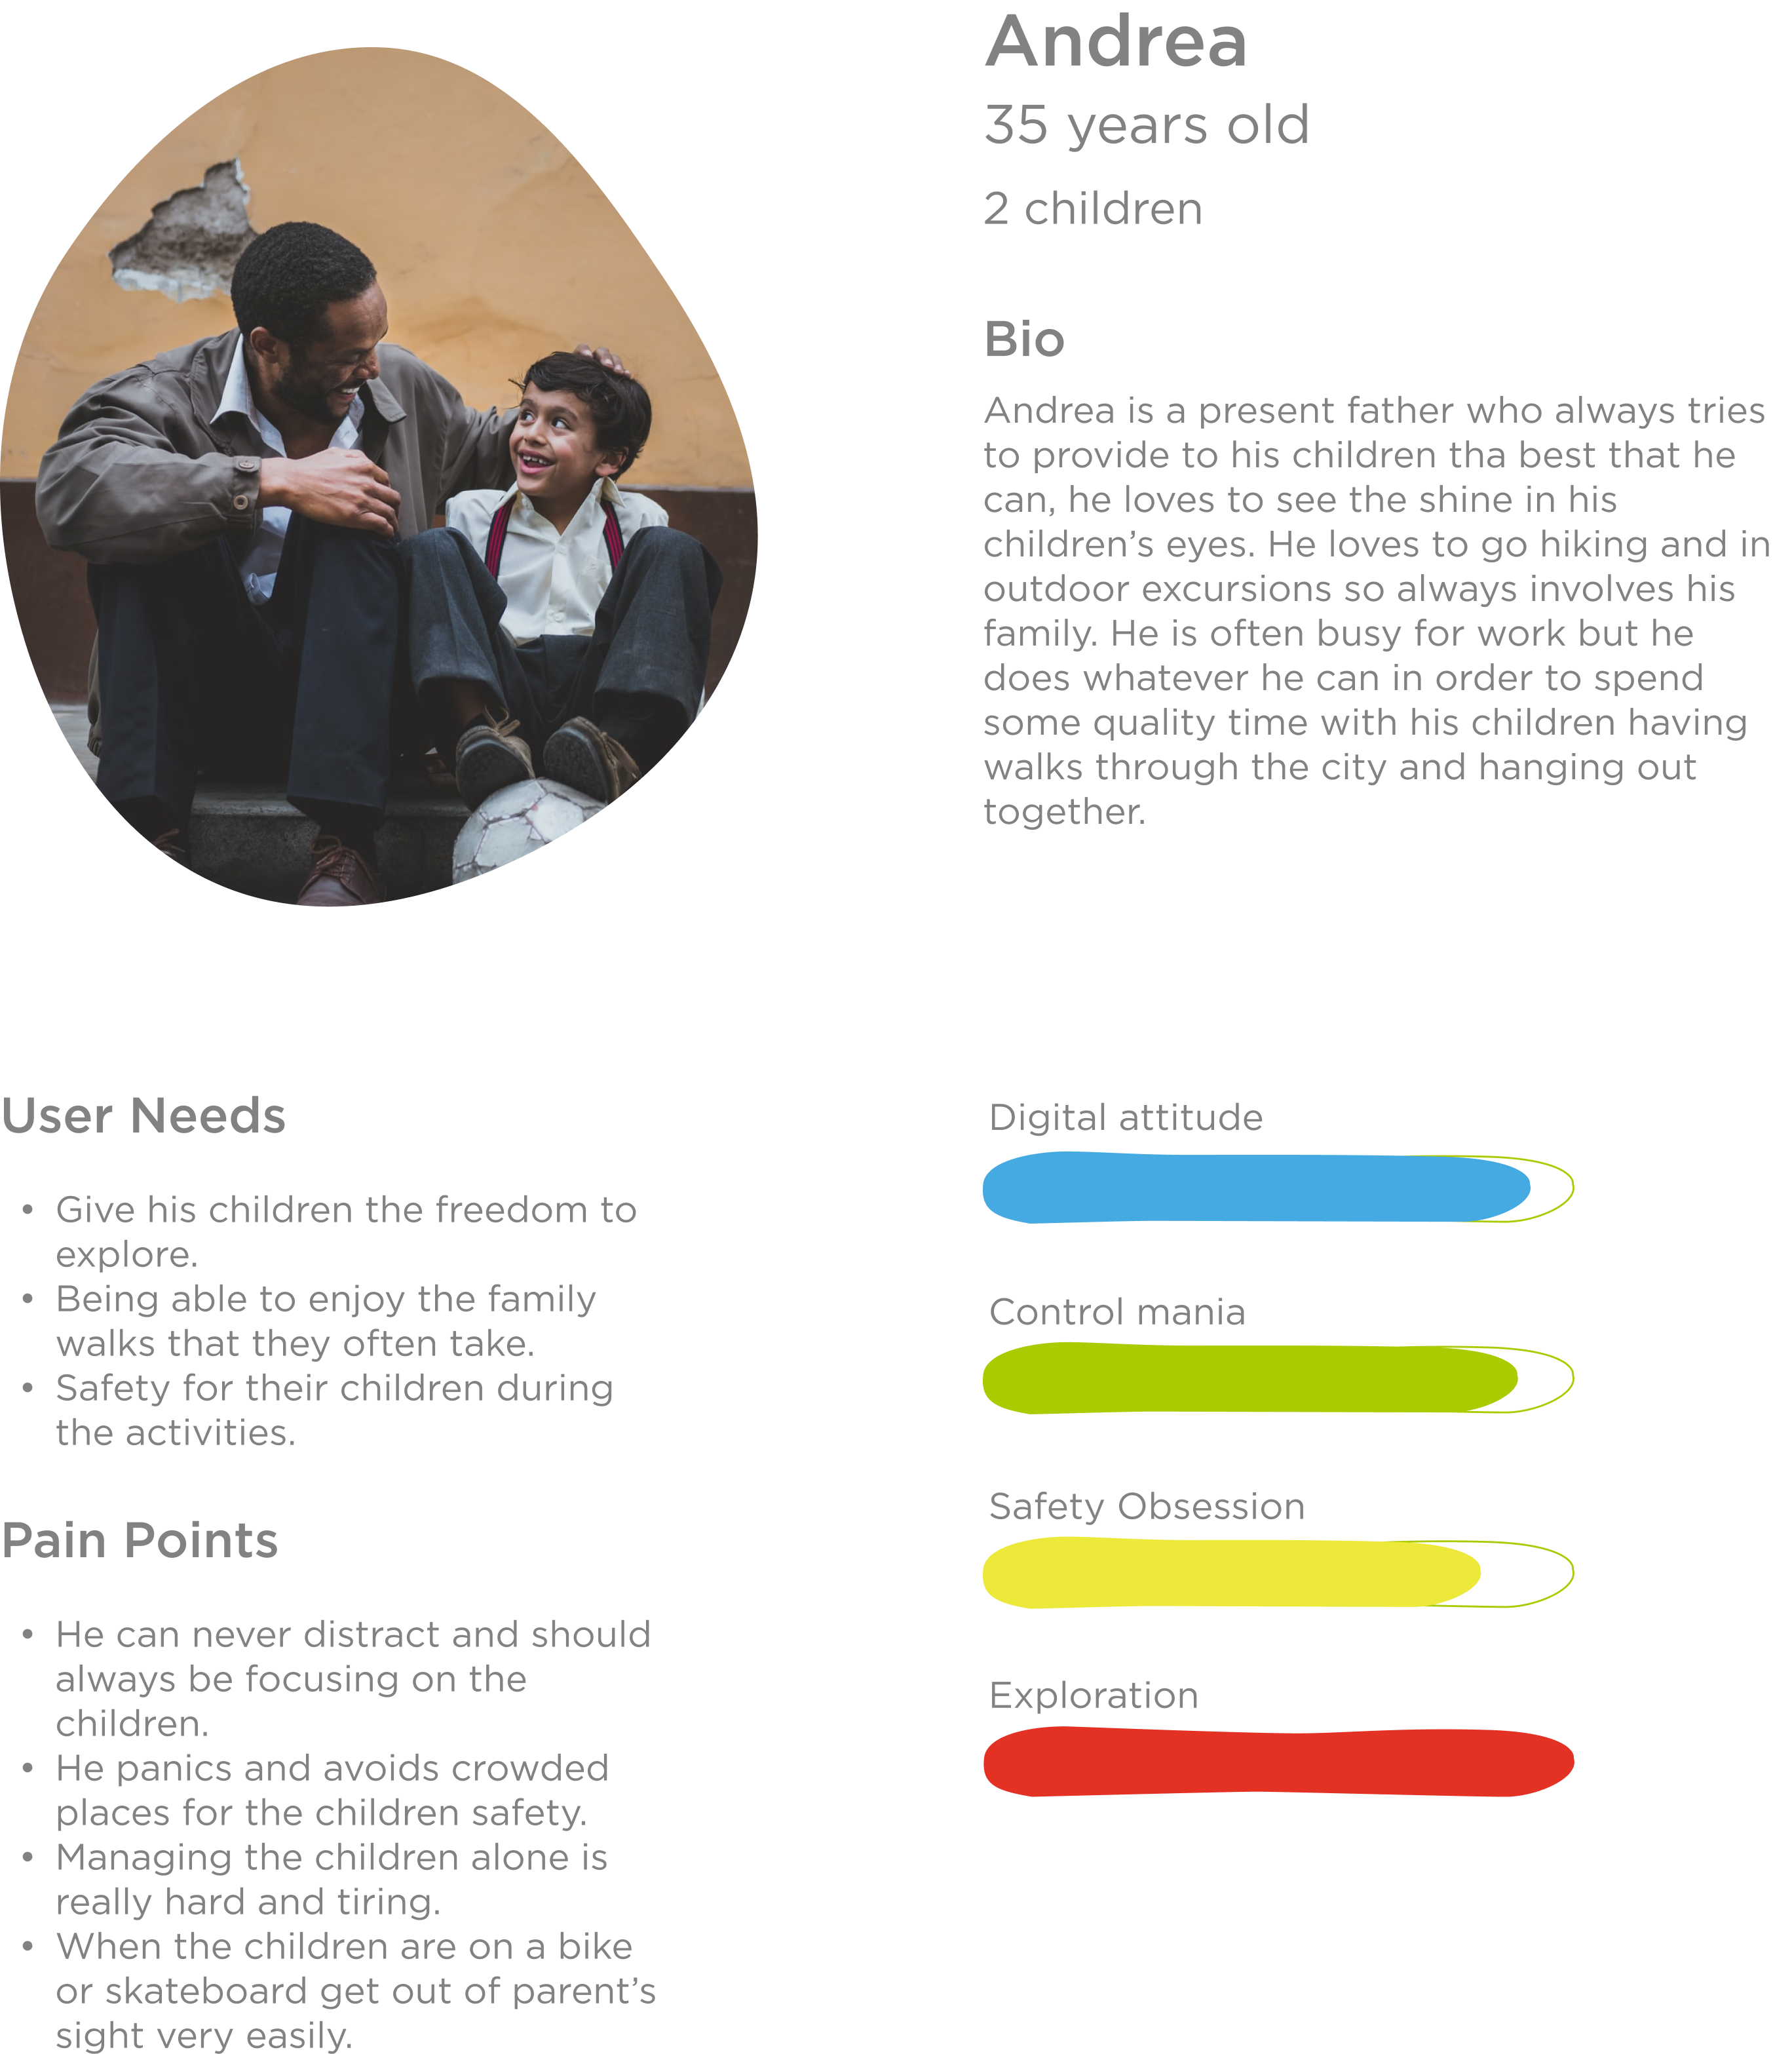 Andrea
35 years old
2 children
Bio
Andrea is a present father who always tries
to provide to his children tha best that he
can, he loves to see the shine in his
children’s eyes. He loves to go hiking and in
outdoor excursions so always involves his
family. He is often busy for work but he
does whatever he can in order to spend
some quality time with his children having
walks through the city and hanging out
together.
User Needs
• Give his children the freedom to
explore.
• Being able to enjoy the family
walks that they often take.
• Safety for their children during
the activities.
Pain Points
• He can never distract and should
always be focusing on the
children.
• He panics and avoids crowded
places for the children safety.
• Managing the children alone is
really hard and tiring.
• When the children are on a bike
or skateboard get out of parent’s
sight very easily.
Digital attitude
Control mania
Safety Obsession
Exploration